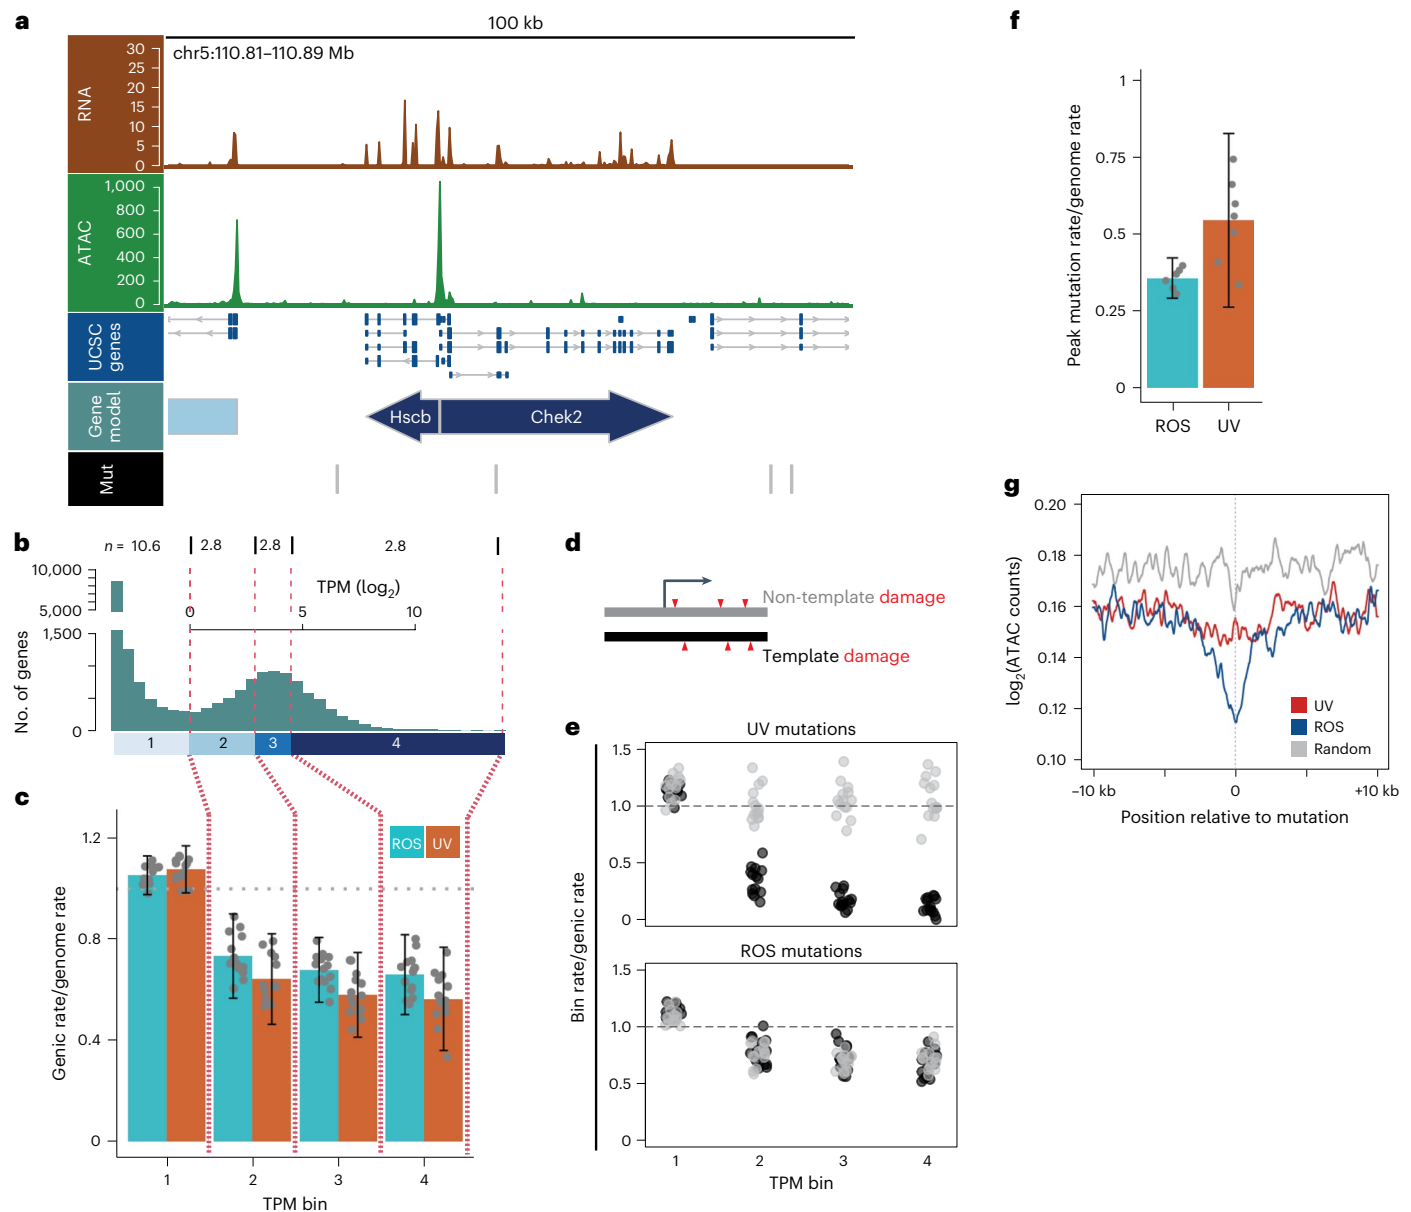 a
100 kb
chr5:110.81–110.89 Mb
RNA
30
25
20
15
10
5
0
ATAC
1,000
800
600
400
200
0
UCSC
genes
Gene
model
Hscb
Chek2
Mut
b
n = 10.6
2.8
2.8
2.8
TPM (log2)
0
5
10
No. of genes
10,000
5,000
1,500
0
1
2
3
4
c
ROS
UV
Genic rate/genome rate
1.2
0.8
0.4
0
1
2
3
4
TPM bin
d
Non-template damage
Template damage
e
UV mutations
1.5
1.0
0.5
0
Bin rate/genic rate
ROS mutations
1.5
1.0
0.5
0
1
2
3
4
TPM bin
f
Peak mutation rate/genome rate
1
0.75
0.5
0.25
0
ROS
UV
g
log2(ATAC counts)
0.20
0.18
0.16
0.14
0.12
0.10
UV
ROS
Random
−10 kb
0
+10 kb
Position relative to mutation